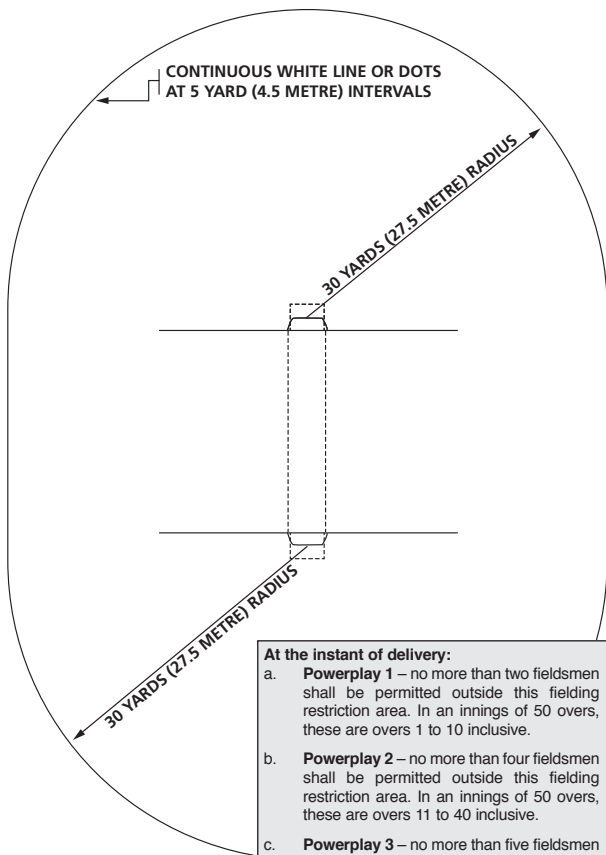 CONTINUOUS WHITE LINE OR DOTS
AT 5 YARD (4.5 METRE) INTERVALS
30 YARDS (27.5 METRE) RADIUS
30 YARDS (27.5 METRE) RADIUS
At the instant of delivery:
a. Powerplay 1 – no more than two fieldsmen
shall be permitted outside this fielding
restriction area. In an innings of 50 overs,
these are overs 1 to 10 inclusive.
b. Powerplay 2 – no more than four fieldsmen
shall be permitted outside this fielding
restriction area. In an innings of 50 overs,
these are overs 11 to 40 inclusive.
c. Powerplay 3 – no more than five fieldsmen